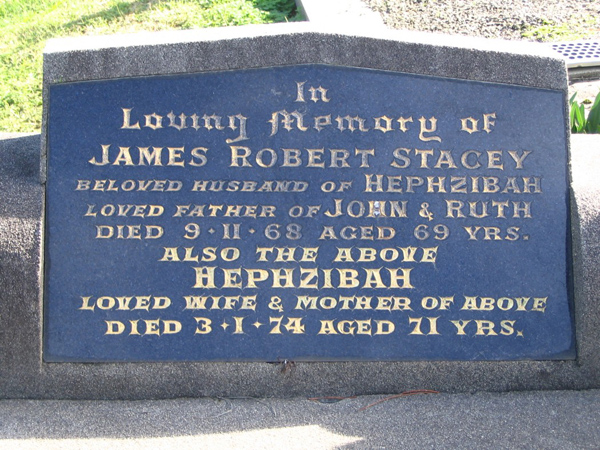 In
Loving Memory of
JAMES ROBERT STACEY
BELOVED HUSBAND OF HEPHZIBAH
LOVED FATHER OF JOHN & RUTH
DIED 9·11·68 AGED 69 YRS.
ALSO THE ABOVE
HEPHZIBAH
LOVED WIFE & MOTHER OF ABOVE
DIED 3·1·74 AGED 71 YRS.